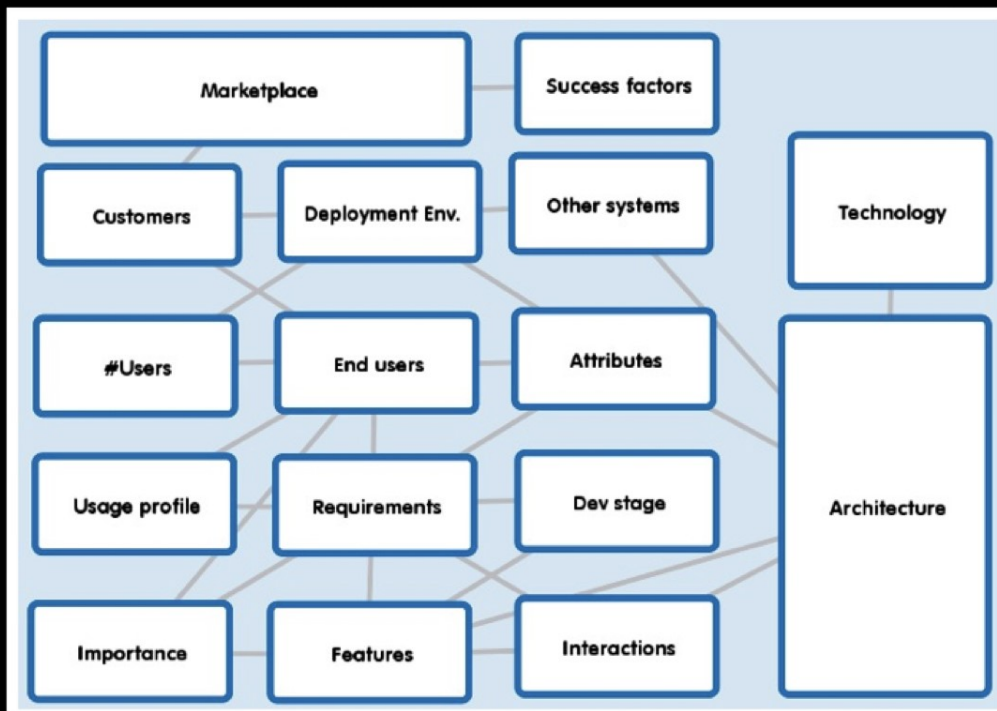 Marketplace
Success factors
Customers
Deployment Env.
Other systems
Technology
#Users
End users
Attributes
Usage profile
Requirements
Dev stage
Architecture
Importance
Features
Interactions